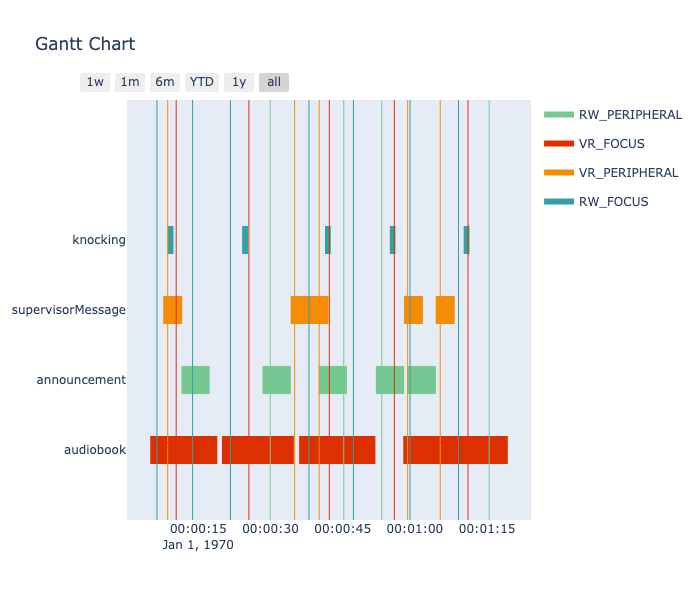 Gantt Chart
1w 1m 6m YTD 1y all
RW_PERIPHERAL
VR_FOCUS
VR_PERIPHERAL
RW_FOCUS
knocking
supervisorMessage
announcement
audiobook
00:00:15 00:00:30 00:00:45 00:01:00 00:01:15
Jan 1, 1970